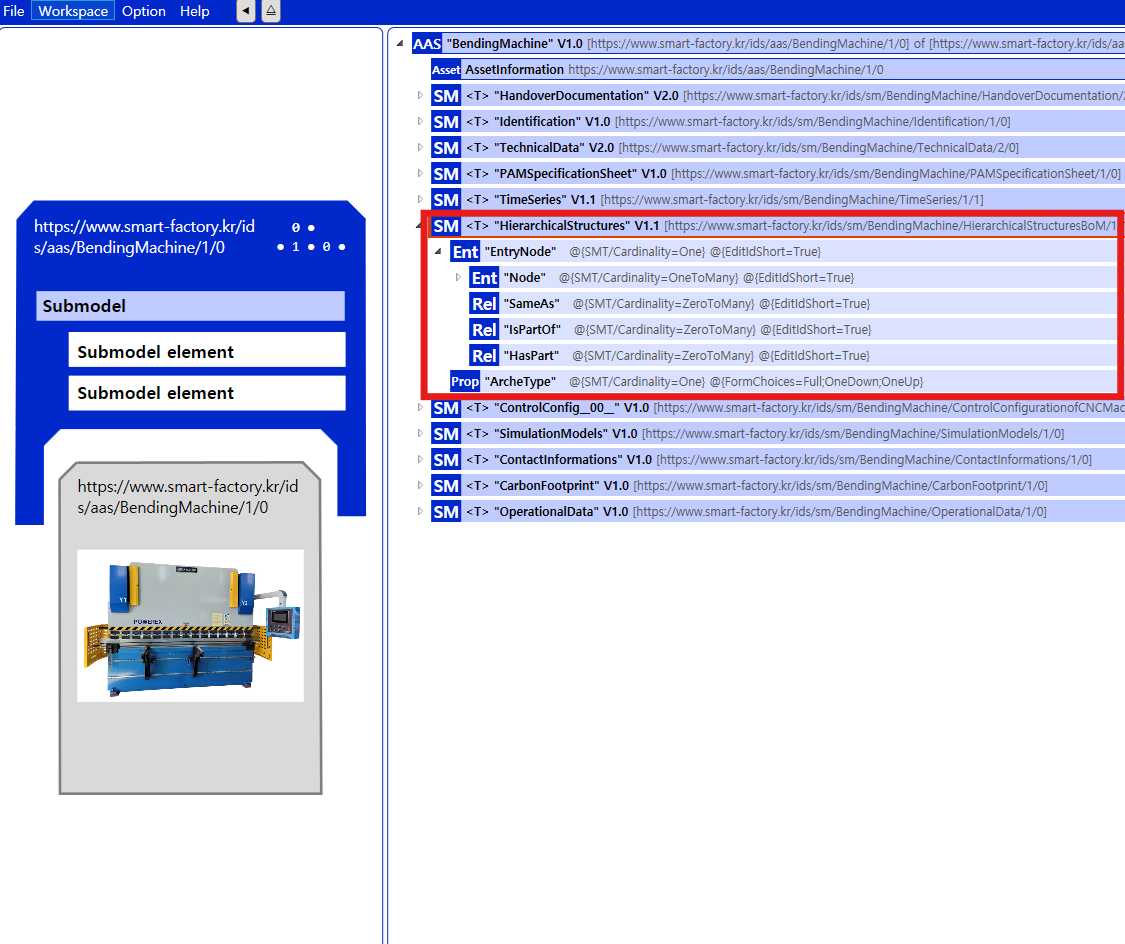 File Workspace Option Help
https://www.smart-factory.kr/id
s/aas/BendingMachine/1/0
0
1 0
Submodel
Submodel element
Submodel element
https://www.smart-factory.kr/id
s/aas/BendingMachine/1/0
Y1
Y2
POWEREX
AAS "BendingMachine" V1.0 [https://www.smart-factory.kr/ids/aas/BendingMachine/1/0] of [https://www.smart-factory.kr/ids/aa
Asset AssetInformation https://www.smart-factory.kr/ids/aas/BendingMachine/1/0
SM <T> "HandoverDocumentation" V2.0 [https://www.smart-factory.kr/ids/sm/BendingMachine/HandoverDocumentation/2
SM <T> "Identification" V1.0 [https://www.smart-factory.kr/ids/sm/BendingMachine/Identification/1/0]
SM <T> "TechnicalData" V2.0 [https://www.smart-factory.kr/ids/sm/BendingMachine/TechnicalData/2/0]
SM <T> "PAMSpecificationSheet" V1.0 [https://www.smart-factory.kr/ids/sm/BendingMachine/PAMSpecificationSheet/1/0]
SM <T> "TimeSeries" V1.1 [https://www.smart-factory.kr/ids/sm/BendingMachine/TimeSeries/1/1]
SM <T> "HierarchicalStructures" V1.1 [https://www.smart-factory.kr/ids/sm/BendingMachine/HierarchicalStructuresBoM/1
Ent "EntryNode" @{SMT/Cardinality=One} @{EditIdShort=True}
Ent "Node" @{SMT/Cardinality=OneToMany} @{EditIdShort=True}
Rel "SameAs" @{SMT/Cardinality=ZeroToMany} @{EditIdShort=True}
Rel "IsPartOf" @{SMT/Cardinality=ZeroToMany} @{EditIdShort=True}
Rel "HasPart" @{SMT/Cardinality=ZeroToMany} @{EditIdShort=True}
Prop "ArcheType" @{SMT/Cardinality=One} @{FormChoices=Full;OneDown;OneUp}
SM <T> "ControlConfig__00__" V1.0 [https://www.smart-factory.kr/ids/sm/BendingMachine/ControlConfigurationofCNCMac
SM <T> "SimulationModels" V1.0 [https://www.smart-factory.kr/ids/sm/BendingMachine/SimulationModels/1/0]
SM <T> "ContactInformations" V1.0 [https://www.smart-factory.kr/ids/sm/BendingMachine/ContactInformations/1/0]
SM <T> "CarbonFootprint" V1.0 [https://www.smart-factory.kr/ids/sm/BendingMachine/CarbonFootprint/1/0]
SM <T> "OperationalData" V1.0 [https://www.smart-factory.kr/ids/sm/BendingMachine/OperationalData/1/0]